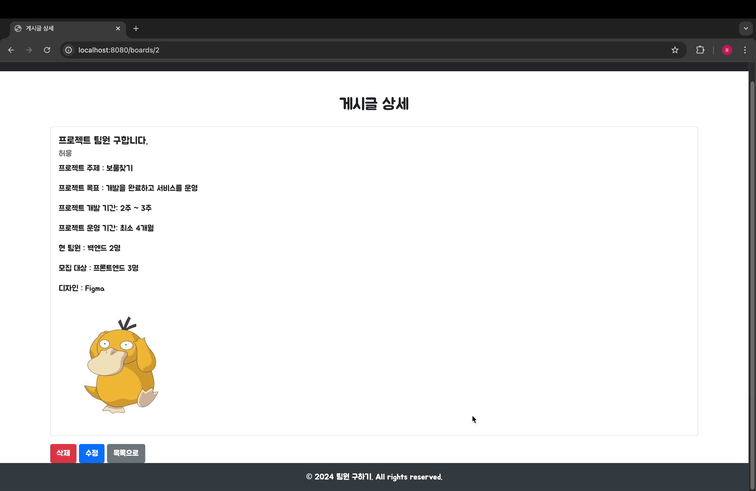 게시글 상세
localhost:8080/boards/2
게시글 상세
프로젝트 팀원 구합니다.
허웅
프로젝트 주제 : 보물찾기
프로젝트 목표 : 개발을 완료하고 서비스를 운영
프로젝트 개발 기간: 2주 ~ 3주
프로젝트 운영 기간: 최소 4개월
현 팀원 : 백엔드 2명
모집 대상 : 프론트엔드 3명
디자인 : Figma
삭제 수정 목록으로
© 2024 팀원 구하기. All rights reserved.